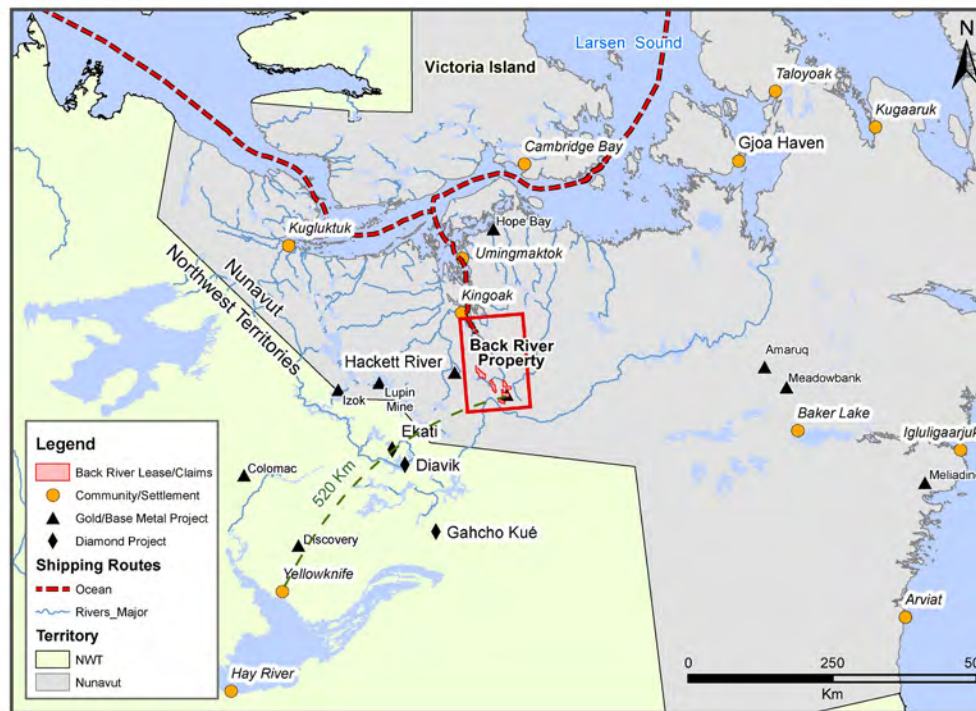 N
Larsen Sound
Victoria Island
Taloyoak
Kugaaruk
Cambridge Bay
Gjoa Haven
Kugluktuk
Hope Bay
Umingmaktok
Nunavut
Northwest Territories
Kingoak
Back River
Property
Hackett River
Amaruq
Meadowbank
Izok
Lupin
Mine
Baker Lake
Igluligaarjuk
Ekati
Diavik
520 Km
Colomac
Meliadine
Gahcho Kué
Discovery
Yellowknife
Arviat
Hay River
Legend
Back River Lease/Claims
Community/Settlement
Gold/Base Metal Project
Diamond Project
Shipping Routes
Ocean
Rivers_Major
Territory
NWT
Nunavut
0 250
Km